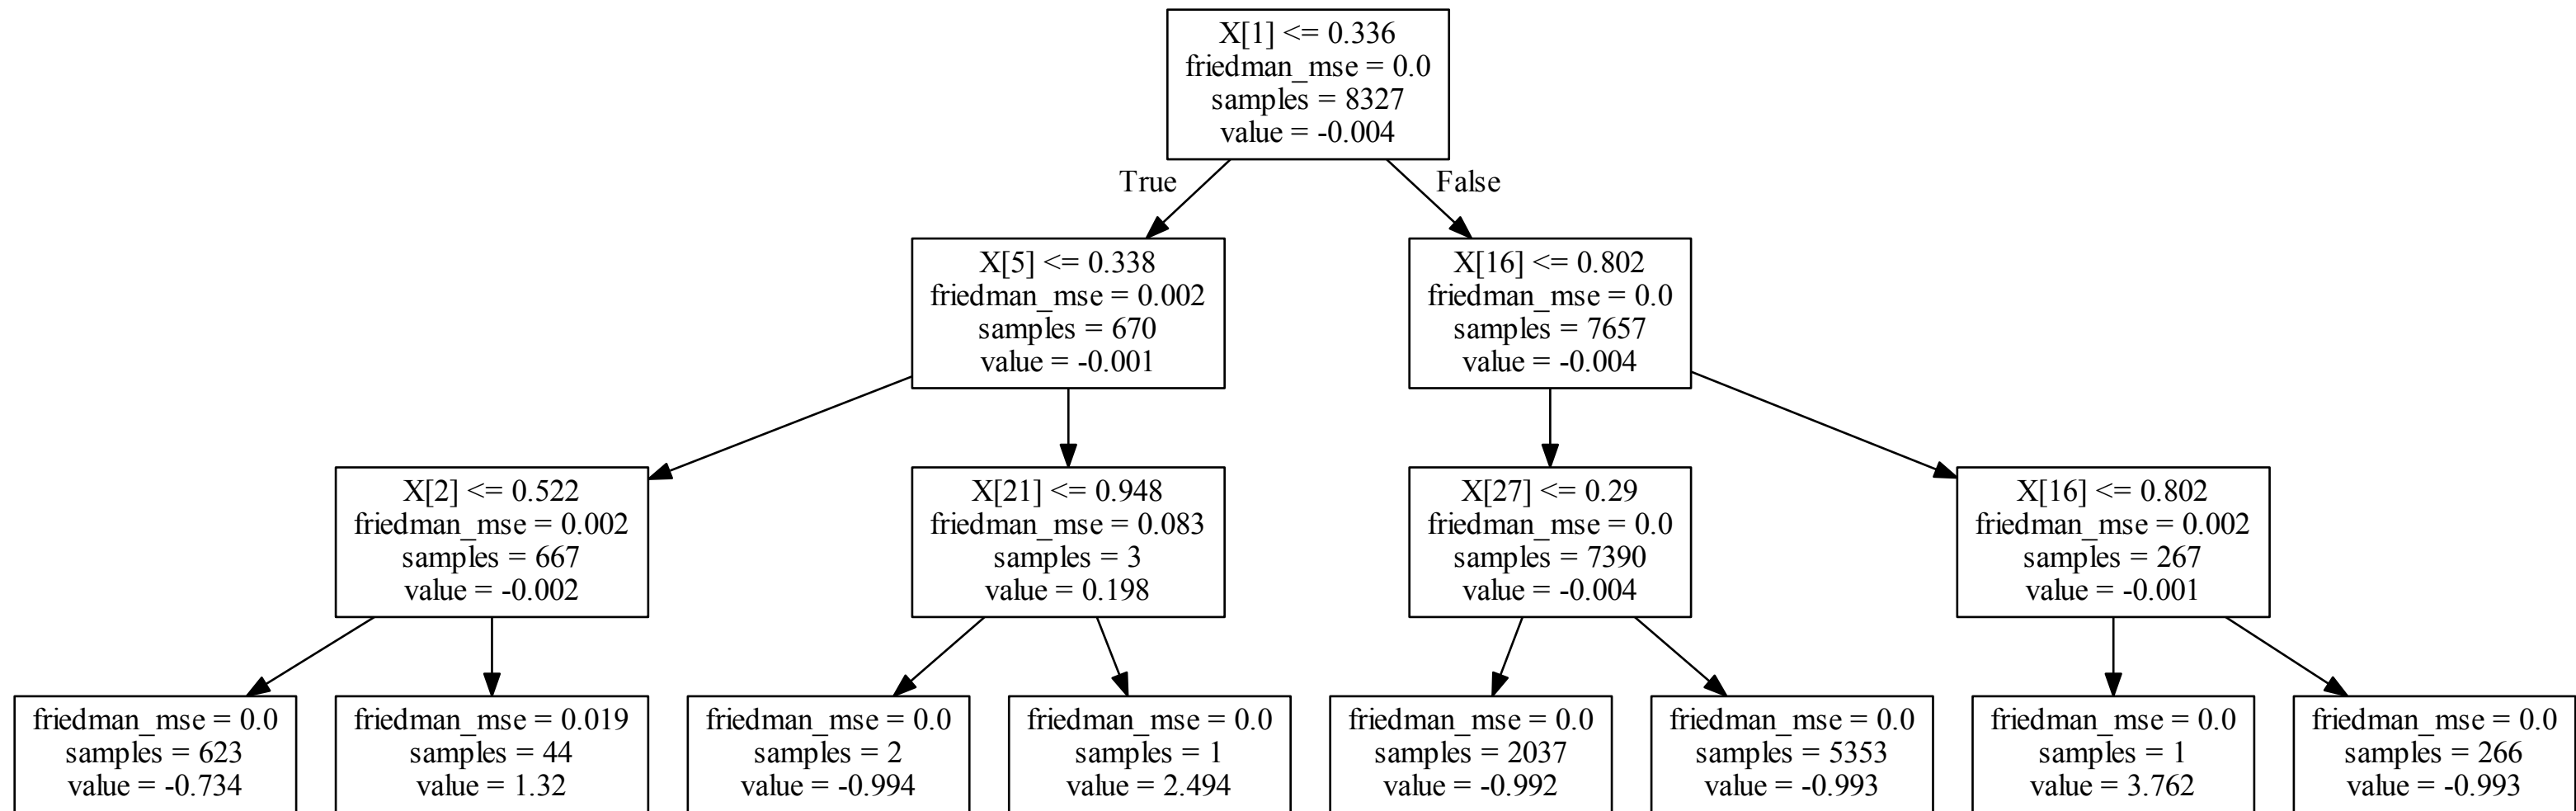 X[1] <= 0.336
friedman_mse = 0.0
samples = 8327
value = -0.004
True
False
X[5] <= 0.338
friedman_mse = 0.002
samples = 670
value = -0.001
X[16] <= 0.802
friedman_mse = 0.0
samples = 7657
value = -0.004
X[2] <= 0.522
friedman_mse = 0.002
samples = 667
value = -0.002
X[21] <= 0.948
friedman_mse = 0.083
samples = 3
value = 0.198
X[27] <= 0.29
friedman_mse = 0.0
samples = 7390
value = -0.004
X[16] <= 0.802
friedman_mse = 0.002
samples = 267
value = -0.001
friedman_mse = 0.0
samples = 623
value = -0.734
friedman_mse = 0.019
samples = 44
value = 1.32
friedman_mse = 0.0
samples = 2
value = -0.994
friedman_mse = 0.0
samples = 1
value = 2.494
friedman_mse = 0.0
samples = 2037
value = -0.992
friedman_mse = 0.0
samples = 5353
value = -0.993
friedman_mse = 0.0
samples = 1
value = 3.762
friedman_mse = 0.0
samples = 266
value = -0.993